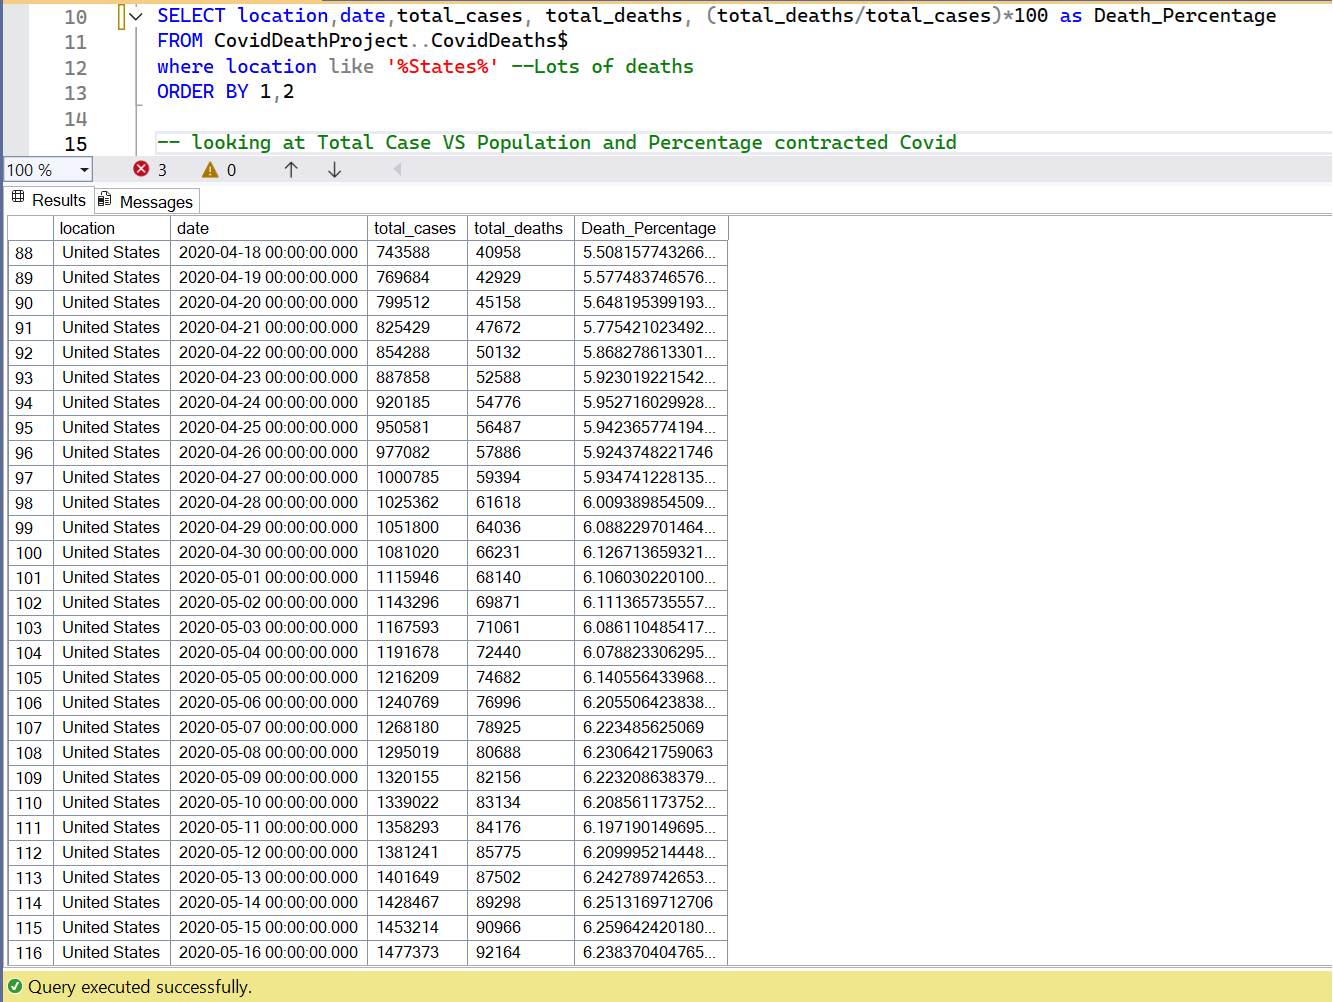 10 SELECT location,date,total_cases, total_deaths, (total_deaths/total_cases)*100 as Death_Percentage
11 FROM CovidDeathProject..CovidDeaths$
12 where location like '%States%' --Lots of deaths
13 ORDER BY 1,2
14
15 -- looking at Total Case VS Population and Percentage contracted Covid
100 % 3 0
Results Messages
location date total_cases total_deaths Death_Percentage
88 United States 2020-04-18 00:00:00.000 743588 40958 5.508157743266...
89 United States 2020-04-19 00:00:00.000 769684 42929 5.577483746576...
90 United States 2020-04-20 00:00:00.000 799512 45158 5.648195399193...
91 United States 2020-04-21 00:00:00.000 825429 47672 5.775421023492...
92 United States 2020-04-22 00:00:00.000 854288 50132 5.868278613301...
93 United States 2020-04-23 00:00:00.000 887858 52588 5.923019221542...
94 United States 2020-04-24 00:00:00.000 920185 54776 5.952716029928...
95 United States 2020-04-25 00:00:00.000 950581 56487 5.942365774194...
96 United States 2020-04-26 00:00:00.000 977082 57886 5.9243748221746
97 United States 2020-04-27 00:00:00.000 1000785 59394 5.934741228135...
98 United States 2020-04-28 00:00:00.000 1025362 61618 6.009389854509...
99 United States 2020-04-29 00:00:00.000 1051800 64036 6.088229701464...
100 United States 2020-04-30 00:00:00.000 1081020 66231 6.126713659321...
101 United States 2020-05-01 00:00:00.000 1115946 68140 6.106030220100...
102 United States 2020-05-02 00:00:00.000 1143296 69871 6.111365735557...
103 United States 2020-05-03 00:00:00.000 1167593 71061 6.086110485417...
104 United States 2020-05-04 00:00:00.000 1191678 72440 6.078823306295...
105 United States 2020-05-05 00:00:00.000 1216209 74682 6.140556433968...
106 United States 2020-05-06 00:00:00.000 1240769 76996 6.205506423838...
107 United States 2020-05-07 00:00:00.000 1268180 78925 6.223485625069
108 United States 2020-05-08 00:00:00.000 1295019 80688 6.2306421759063
109 United States 2020-05-09 00:00:00.000 1320155 82156 6.223208638379...
110 United States 2020-05-10 00:00:00.000 1339022 83134 6.208561173752...
111 United States 2020-05-11 00:00:00.000 1358293 84176 6.197190149695...
112 United States 2020-05-12 00:00:00.000 1381241 85775 6.209995214448...
113 United States 2020-05-13 00:00:00.000 1401649 87502 6.242789742653...
114 United States 2020-05-14 00:00:00.000 1428467 89298 6.2513169712706
115 United States 2020-05-15 00:00:00.000 1453214 90966 6.259642420180...
116 United States 2020-05-16 00:00:00.000 1477373 92164 6.238370404765...
Query executed successfully.